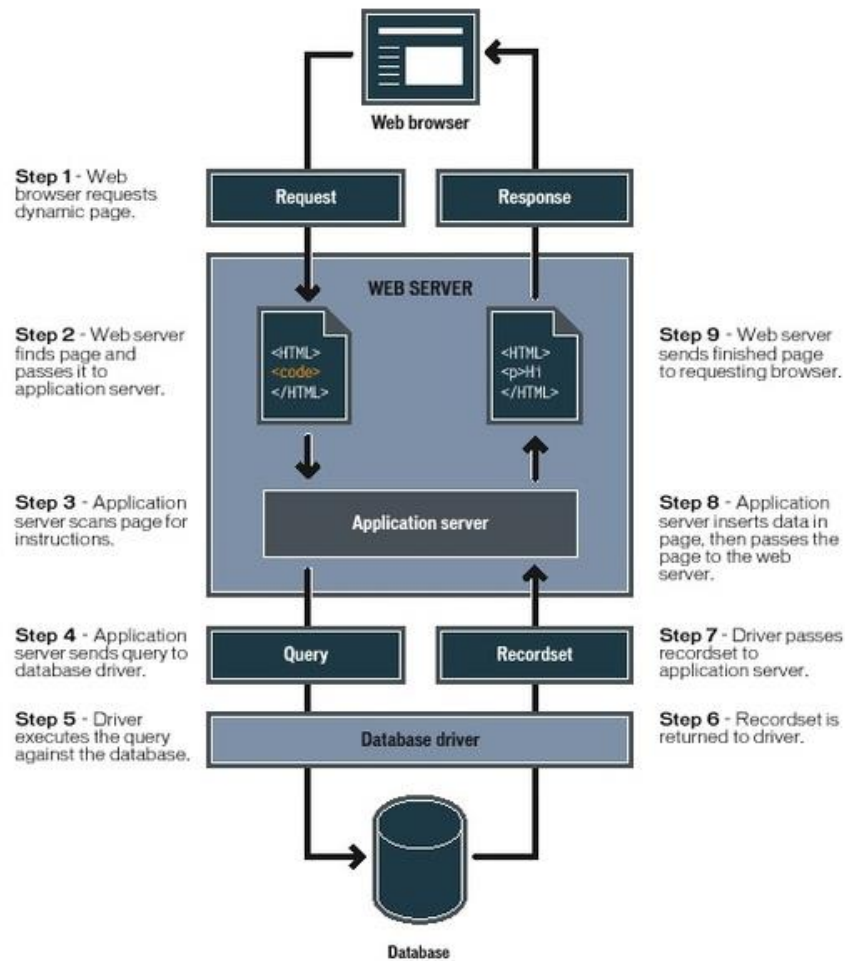 Web browser
Step 1 - Web
browser requests
dynamic page.
Request
Response
WEB SERVER
Step 2 - Web server
finds page and
passes it to
application server.
<HTML>
<code>
</HTML>
<HTML>
<p>Hi
</HTML>
Step 9 - Web server
sends finished page
to requesting browser.
Step 3 - Application
server scans page for
instructions.
Application server
Step 8 - Application
server inserts data in
page, then passes the
page to the web
server.
Step 4 - Application
server sends query to
database driver.
Query
Recordset
Step 7 - Driver passes
recordset to
application server.
Step 5 - Driver
executes the query
against the database.
Database driver
Step 6 - Recordset is
returned to driver.
Database